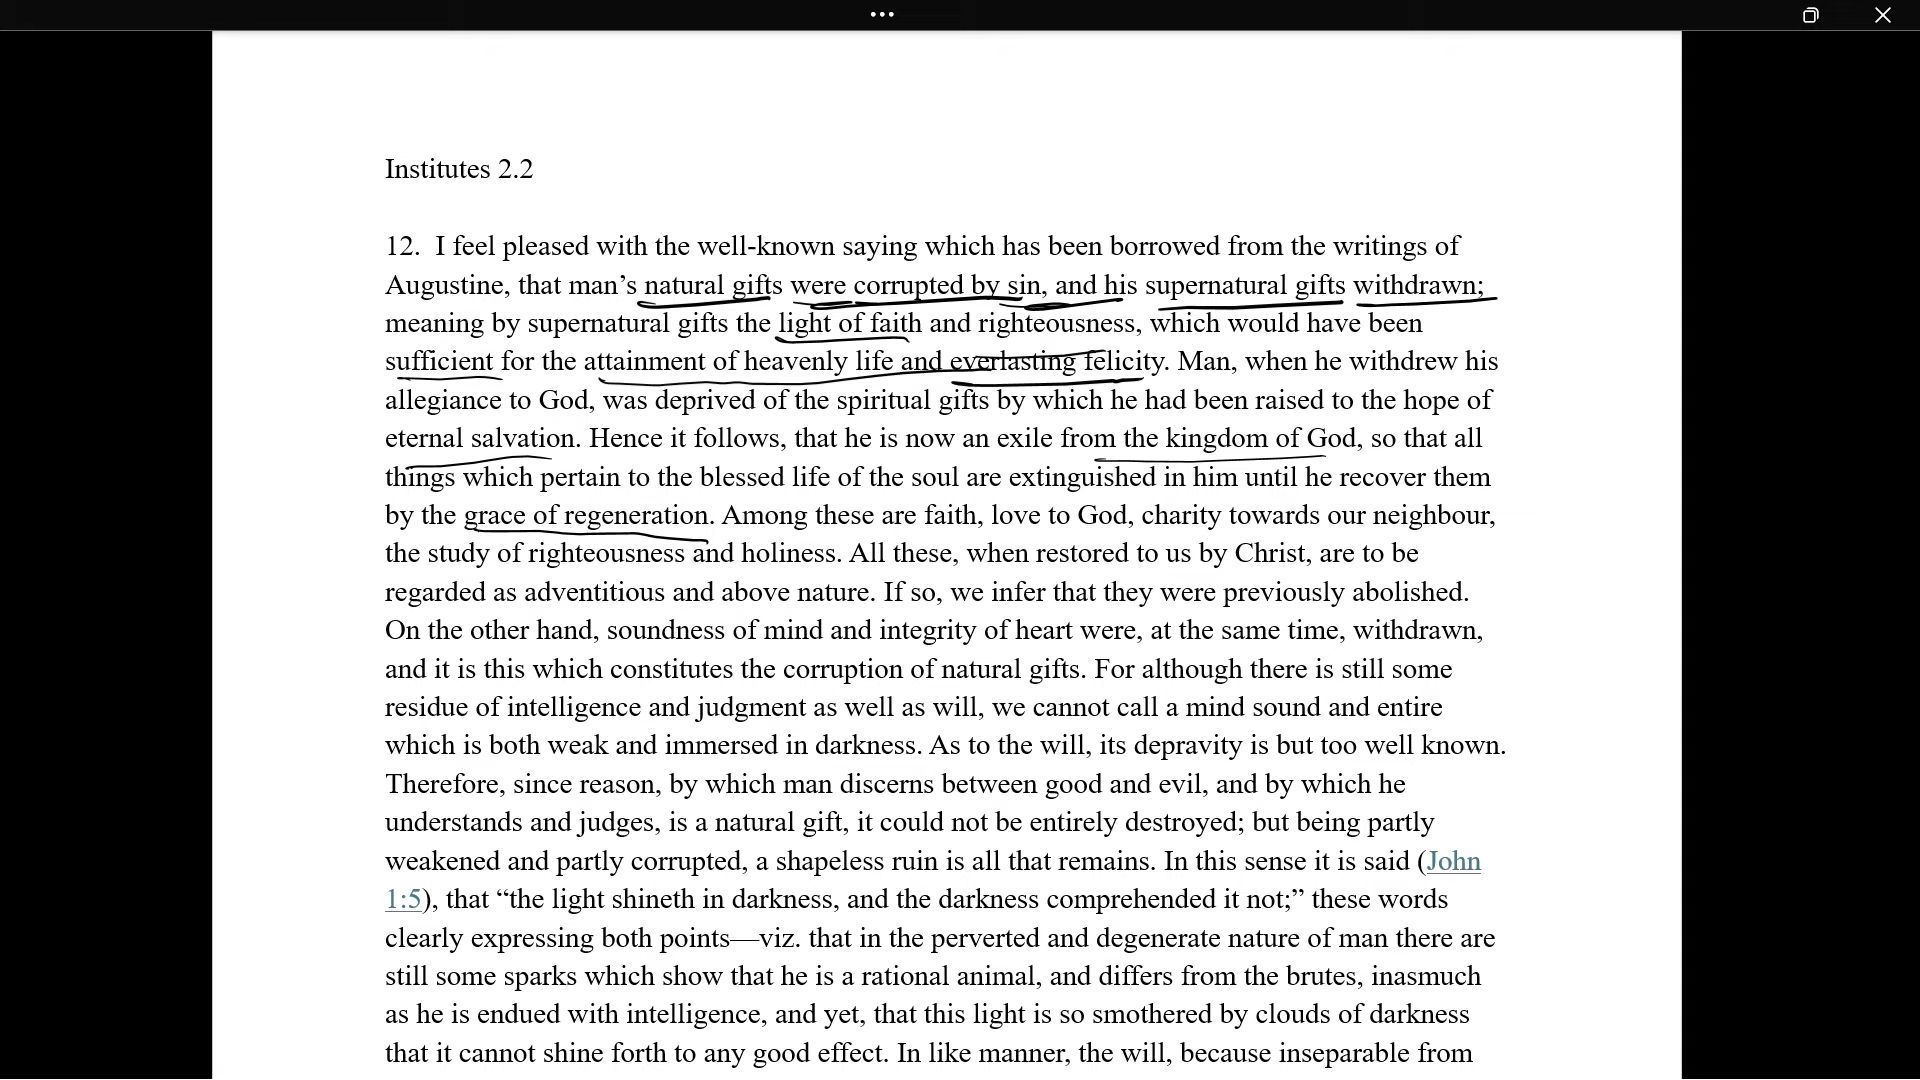 Institutes 2.2
12. I feel pleased with the well-known saying which has been borrowed from the writings of
Augustine, that man’s natural gifts were corrupted by sin, and his supernatural gifts withdrawn;
meaning by supernatural gifts the light of faith and righteousness, which would have been
sufficient for the attainment of heavenly life and everlasting felicity. Man, when he withdrew his
allegiance to God, was deprived of the spiritual gifts by which he had been raised to the hope of
eternal salvation. Hence it follows, that he is now an exile from the kingdom of God, so that all
things which pertain to the blessed life of the soul are extinguished in him until he recover them
by the grace of regeneration. Among these are faith, love to God, charity towards our neighbour,
the study of righteousness and holiness. All these, when restored to us by Christ, are to be
regarded as adventitious and above nature. If so, we infer that they were previously abolished.
On the other hand, soundness of mind and integrity of heart were, at the same time, withdrawn,
and it is this which constitutes the corruption of natural gifts. For although there is still some
residue of intelligence and judgment as well as will, we cannot call a mind sound and entire
which is both weak and immersed in darkness. As to the will, its depravity is but too well known.
Therefore, since reason, by which man discerns between good and evil, and by which he
understands and judges, is a natural gift, it could not be entirely destroyed; but being partly
weakened and partly corrupted, a shapeless ruin is all that remains. In this sense it is said (John
1:5), that “the light shineth in darkness, and the darkness comprehended it not;” these words
clearly expressing both points—viz. that in the perverted and degenerate nature of man there are
still some sparks which show that he is a rational animal, and differs from the brutes, inasmuch
as he is endued with intelligence, and yet, that this light is so smothered by clouds of darkness
that it cannot shine forth to any good effect. In like manner, the will, because inseparable from